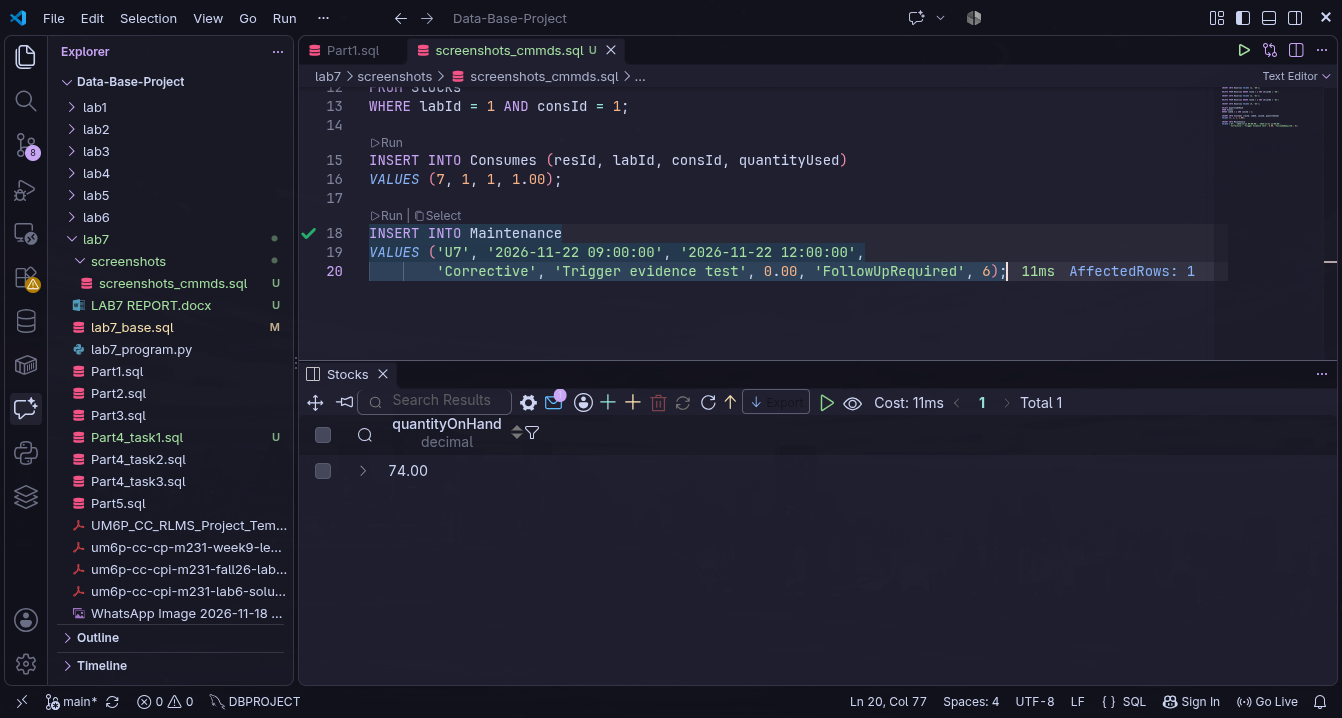 File Edit Selection View Go Run ··· Data-Base-Project
Explorer ···
Data-Base-Project
lab1
lab2
lab3
lab4
lab5
lab6
lab7
screenshots
screenshots_cmmds.sql U
LAB7 REPORT.docx U
lab7_base.sql M
lab7_program.py
Part1.sql
Part2.sql
Part3.sql
Part4_task1.sql U
Part4_task2.sql
Part4_task3.sql
Part5.sql
UM6P_CC_RLMS_Project_Tem...
um6p-cc-cp-m231-week9-le...
um6p-cc-cpi-m231-fall26-lab...
um6p-cc-cpi-m231-lab6-solu...
WhatsApp Image 2026-11-18 ...
Outline
Timeline
8
Part1.sql screenshots_cmmds.sql U
lab7 > screenshots > screenshots_cmmds.sql > ... Text Editor
12 FROM Stocks
13 WHERE labId = 1 AND consId = 1;
14
Run
15 INSERT INTO Consumes (resId, labId, consId, quantityUsed)
16 VALUES (7, 1, 1, 1.00);
17
Run | Select
18 INSERT INTO Maintenance
19 VALUES ('U7', '2026-11-22 09:00:00', '2026-11-22 12:00:00',
20 'Corrective', 'Trigger evidence test', 0.00, 'FollowUpRequired', 6); 11ms AffectedRows: 1
Stocks
Search Results Export Cost: 11ms 1 Total 1
quantityOnHand
decimal
74.00
main* 0 0 DBPROJECT Ln 20, Col 77 Spaces: 4 UTF-8 LF { } SQL Sign In Go Live